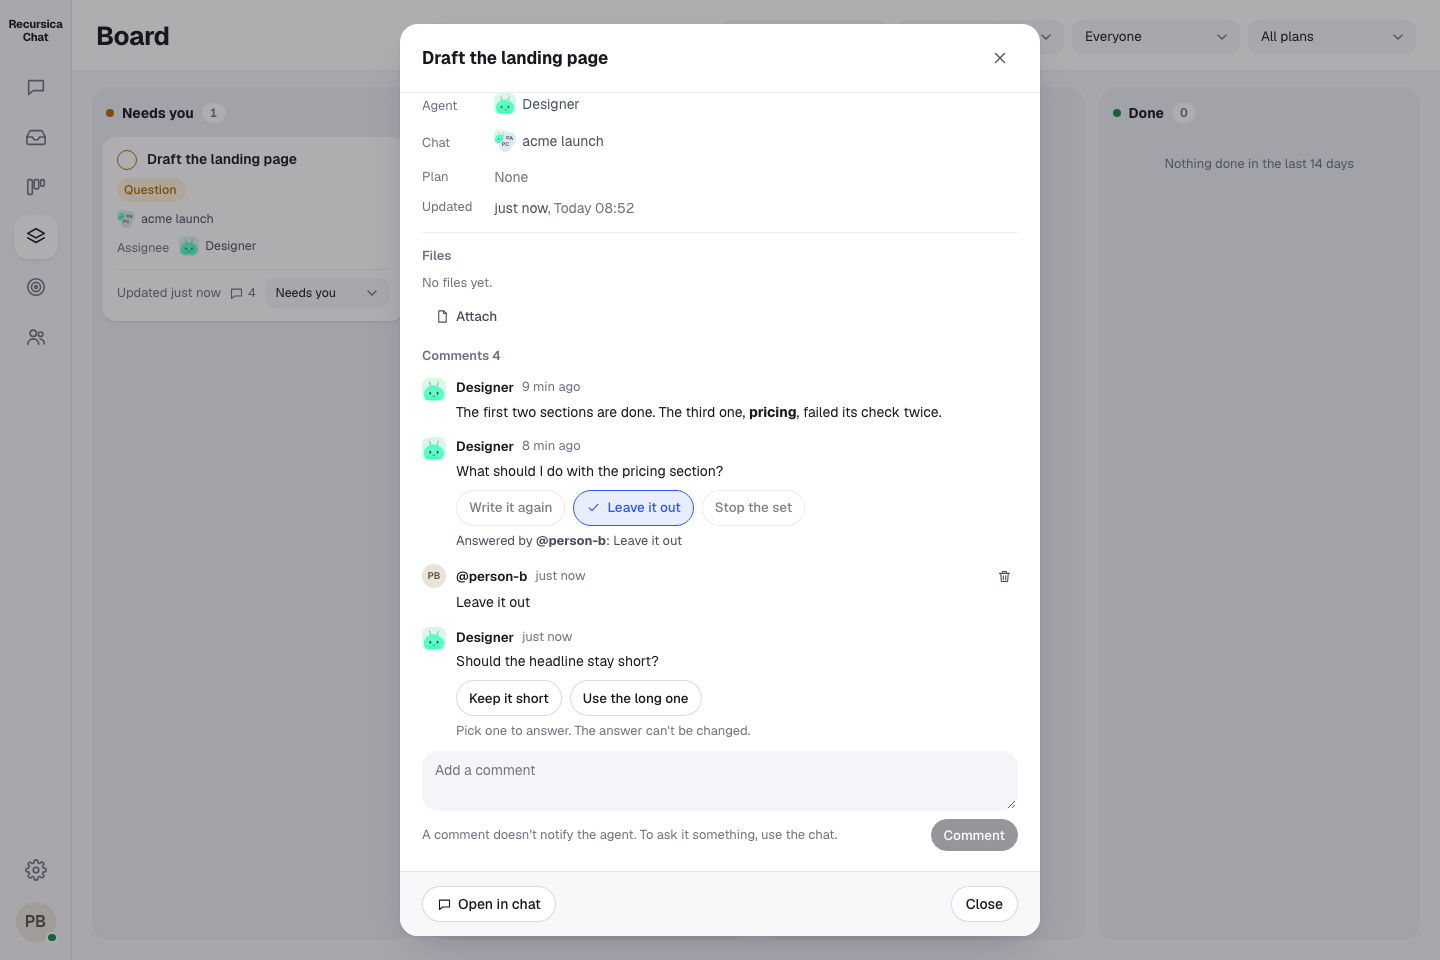 Recursica
Chat
Board
Everyone
All plans
Needs you 1
Draft the landing page
Question
acme launch
Assignee Designer
Updated just now 4 Needs you
Done 0
Nothing done in the last 14 days
PB
Draft the landing page
Agent Designer
Chat acme launch
Plan None
Updated just now, Today 08:52
Files
No files yet.
Attach
Comments 4
Designer 9 min ago
The first two sections are done. The third one, pricing, failed its check twice.
Designer 8 min ago
What should I do with the pricing section?
Write it again Leave it out Stop the set
Answered by @person-b: Leave it out
PB @person-b just now
Leave it out
Designer just now
Should the headline stay short?
Keep it short Use the long one
Pick one to answer. The answer can't be changed.
Add a comment
A comment doesn't notify the agent. To ask it something, use the chat. Comment
Open in chat Close